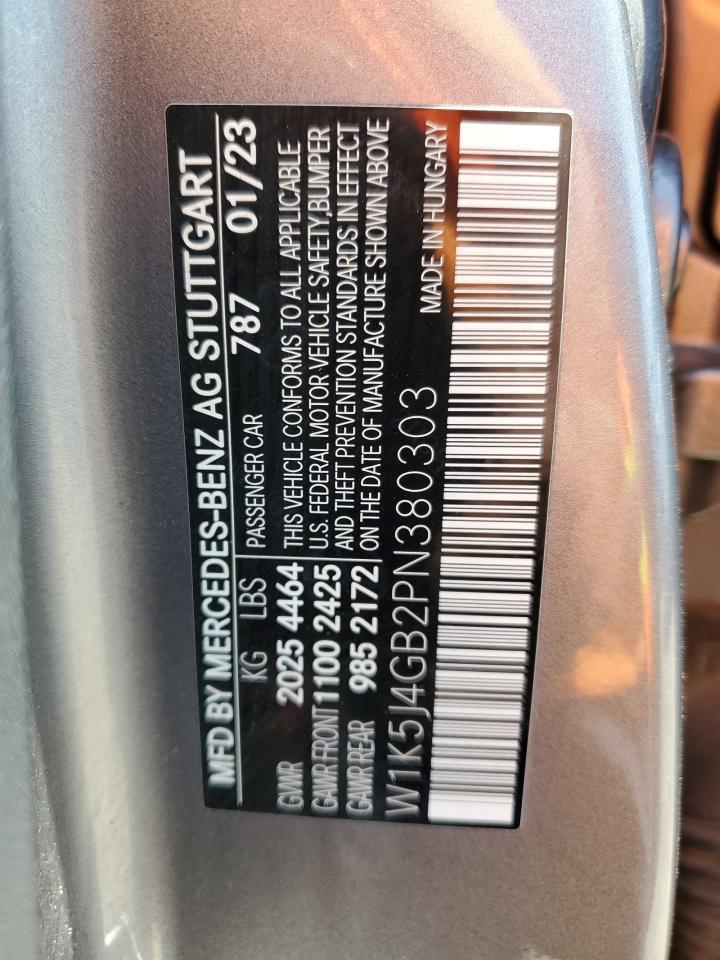 MFD BY MERCEDES-BENZ AG STUTTGART
KG LBS PASSENGER CAR 787 01/23
GVWR 2025 4464 THIS VEHICLE CONFORMS TO ALL APPLICABLE
GAWR FRONT 1100 2425 U.S. FEDERAL MOTOR VEHICLE SAFETY,BUMPER
GAWR REAR 985 2172 AND THEFT PREVENTION STANDARDS IN EFFECT
ON THE DATE OF MANUFACTURE SHOWN ABOVE
W1K5J4GB2PN380303 MADE IN HUNGARY